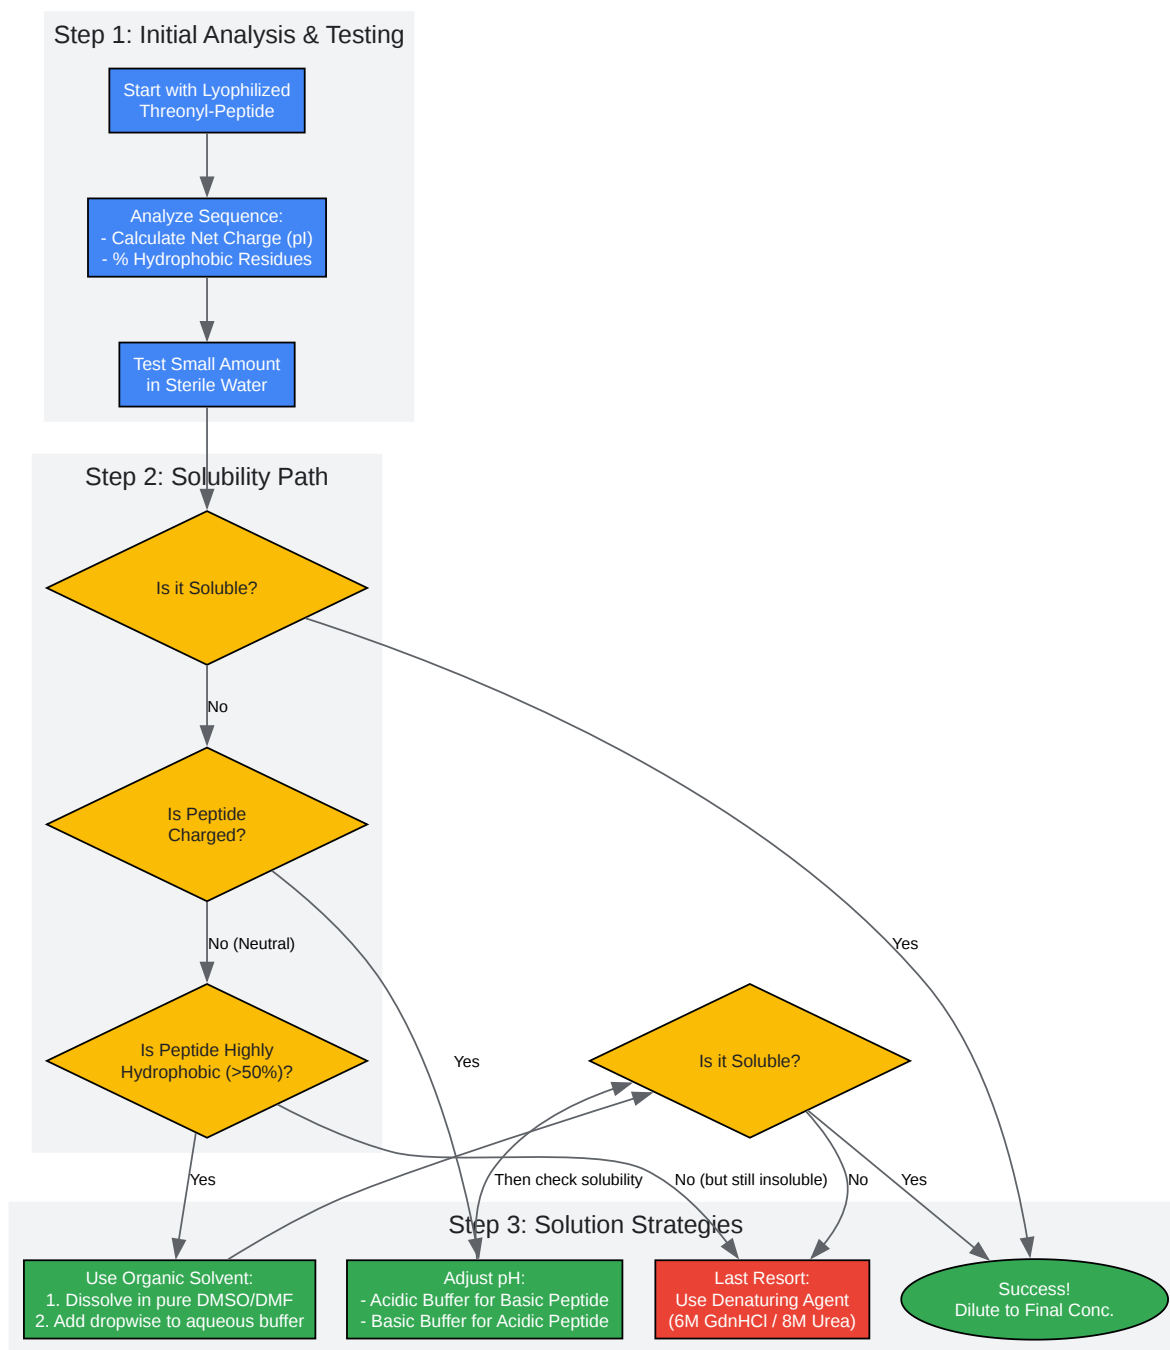 Step 1: Initial Analysis & Testing
Start with Lyophilized
Threonyl-Peptide
Analyze Sequence:
- Calculate Net Charge (pI)
- % Hydrophobic Residues
Test Small Amount
in Sterile Water
Step 2: Solubility Path
Is it Soluble?
No
Is Peptide
Charged?
Yes
No (Neutral)
Is Peptide Highly
Hydrophobic (>50%)?
Yes
Is it Soluble?
Yes
Then check solubility
No (but still insoluble)
No
Yes
Step 3: Solution Strategies
Use Organic Solvent:
1. Dissolve in pure DMSO/DMF
2. Add dropwise to aqueous buffer
Adjust pH:
- Acidic Buffer for Basic Peptide
- Basic Buffer for Acidic Peptide
Last Resort:
Use Denaturing Agent
(6M GdnHCl / 8M Urea)
Success!
Dilute to Final Conc.